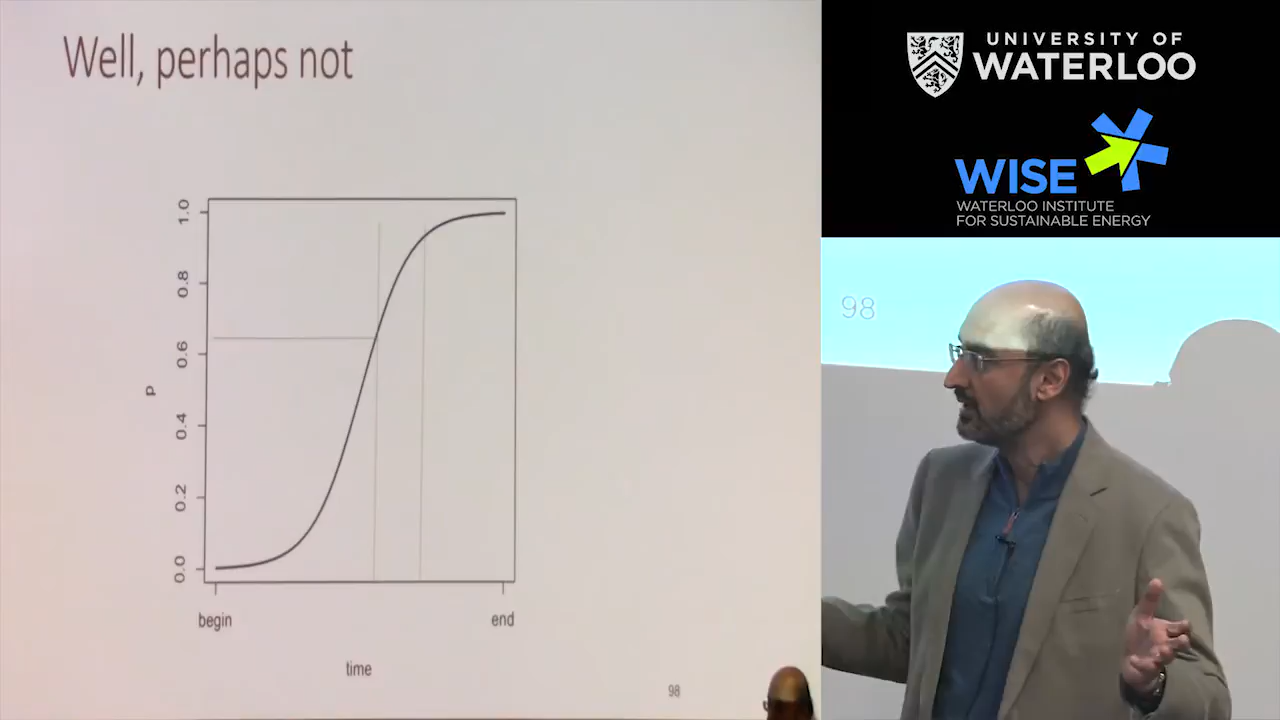 Well, perhaps not
1.0
0.8
0.6
0.4
0.2
0.0
p
begin
end
time
98
UNIVERSITY OF
WATERLOO
WISE
WATERLOO INSTITUTE
FOR SUSTAINABLE ENERGY
98